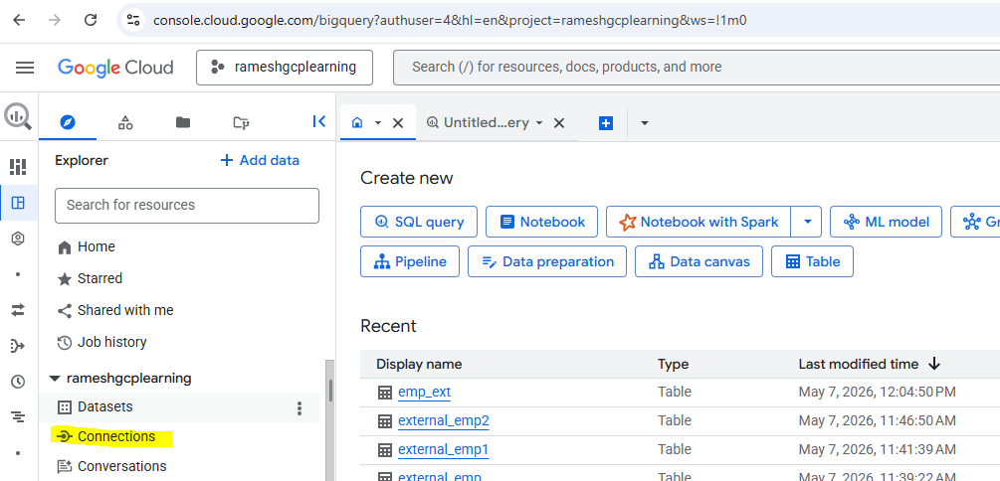 console.cloud.google.com/bigquery?authuser=4&hl=en&project=rameshgcplearning&ws=!1m0
Google Cloud
rameshgcplearning
Search (/) for resources, docs, products, and more
Untitled...ery
Explorer
+ Add data
Search for resources
Home
Starred
Shared with me
Job history
rameshgcplearning
Datasets
Connections
Conversations
Create new
SQL query
Notebook
Notebook with Spark
ML model
Gr
Pipeline
Data preparation
Data canvas
Table
Recent
Display name Type Last modified time
emp_ext Table May 7, 2026, 12:04:50 PM
external_emp2 Table May 7, 2026, 11:46:50 AM
external_emp1 Table May 7, 2026, 11:41:39 AM
external_emp Table May 7, 2026, 11:39:22 AM